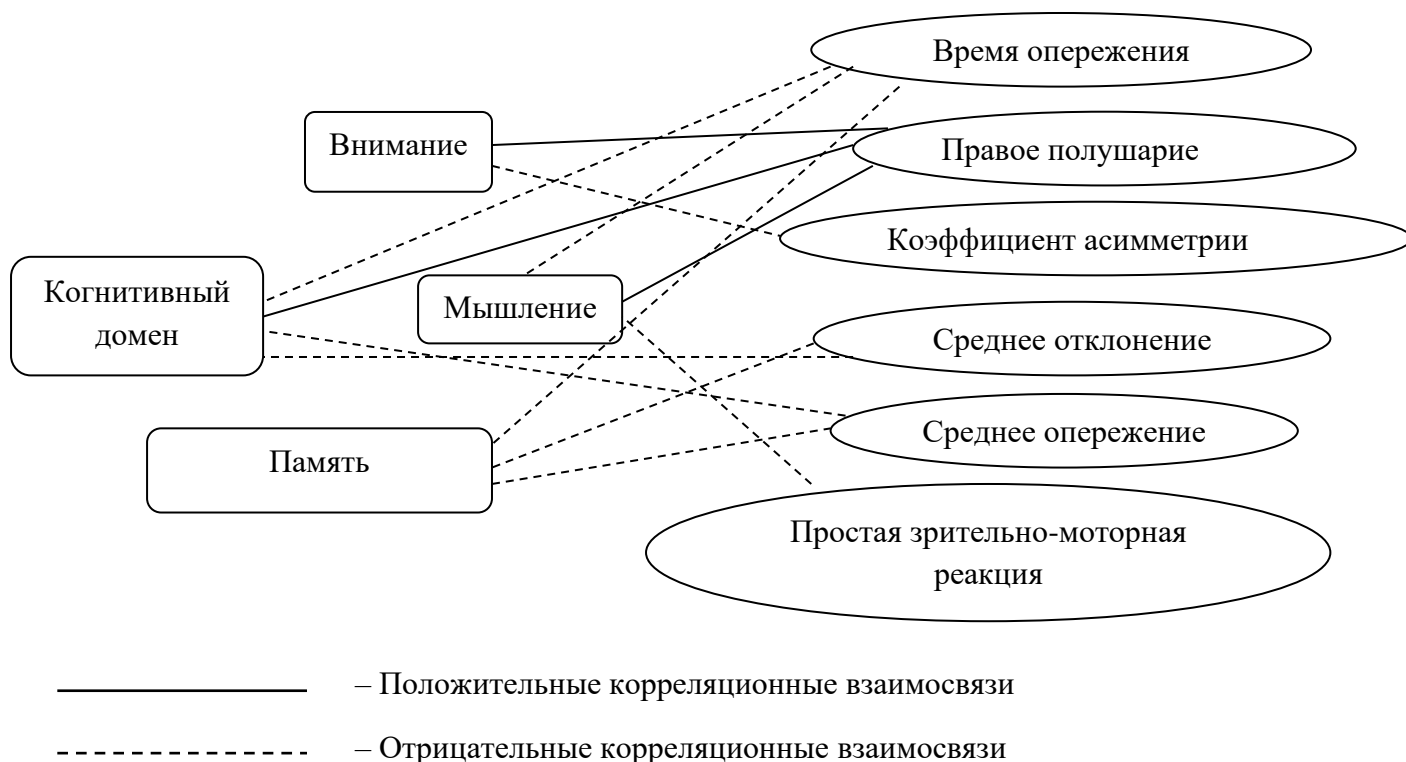 Время опережения
Внимание
Правое полушарие
Коэффициент асимметрии
Когнитивный
домен
Мышление
Среднее отклонение
Среднее опережение
Память
Простая зрительно-моторная
реакция
– Положительные корреляционные взаимосвязи
– Отрицательные корреляционные взаимосвязи